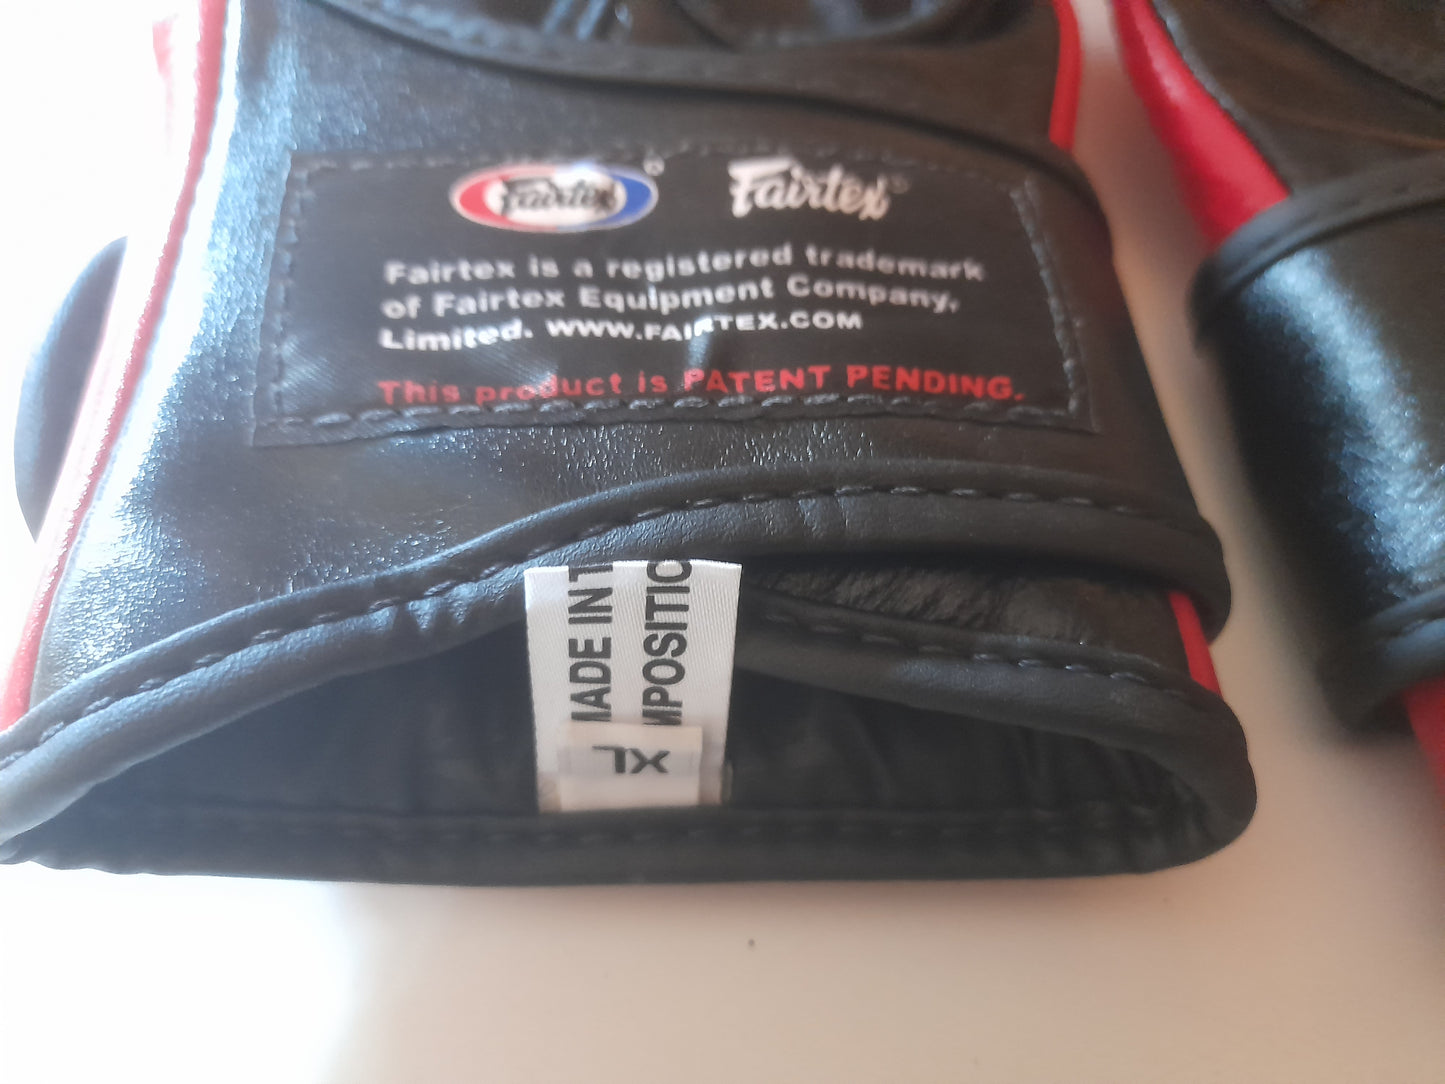 Fairtex Fairtex
Fairtex is a registered trademark
of Fairtex Equipment Company,
Limited. WWW.FAIRTEX.COM
This product is PATENT PENDING.
MADE IN T
MPOSITIO
XL